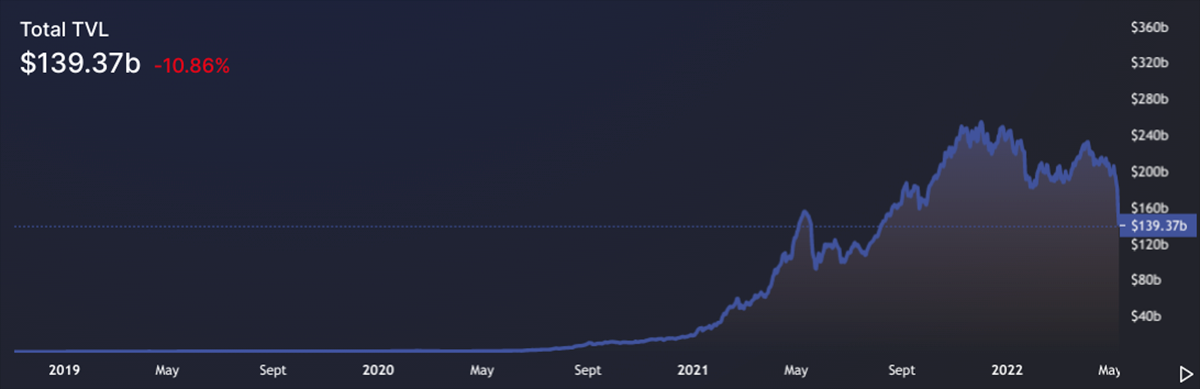 Total TVL
$139.37b -10.86%
$360b
$320b
$280b
$240b
$200b
$160b
$139.37b
$120b
$80b
$40b
2019 May Sept 2020 May Sept 2021 May Sept 2022 May